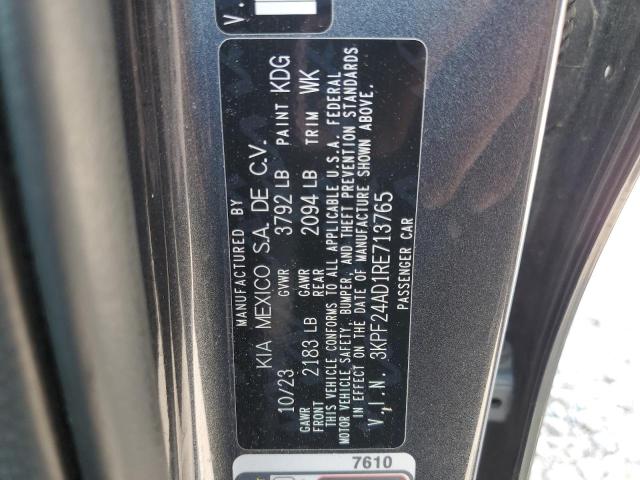 V.
MANUFACTURED BY
KIA MEXICO S.A. DE C.V.
10/23 GVWR 3792 LB PAINT KDG
GAWR FRONT 2183 LB GAWR REAR 2094 LB TRIM WK
THIS VEHICLE CONFORMS TO ALL APPLICABLE U.S.A. FEDERAL
MOTOR VEHICLE SAFETY, BUMPER, AND THEFT PREVENTION STANDARDS
IN EFFECT ON THE DATE OF MANUFACTURE SHOWN ABOVE.
V.I.N. 3KPF24AD1RE713765
PASSENGER CAR
7610